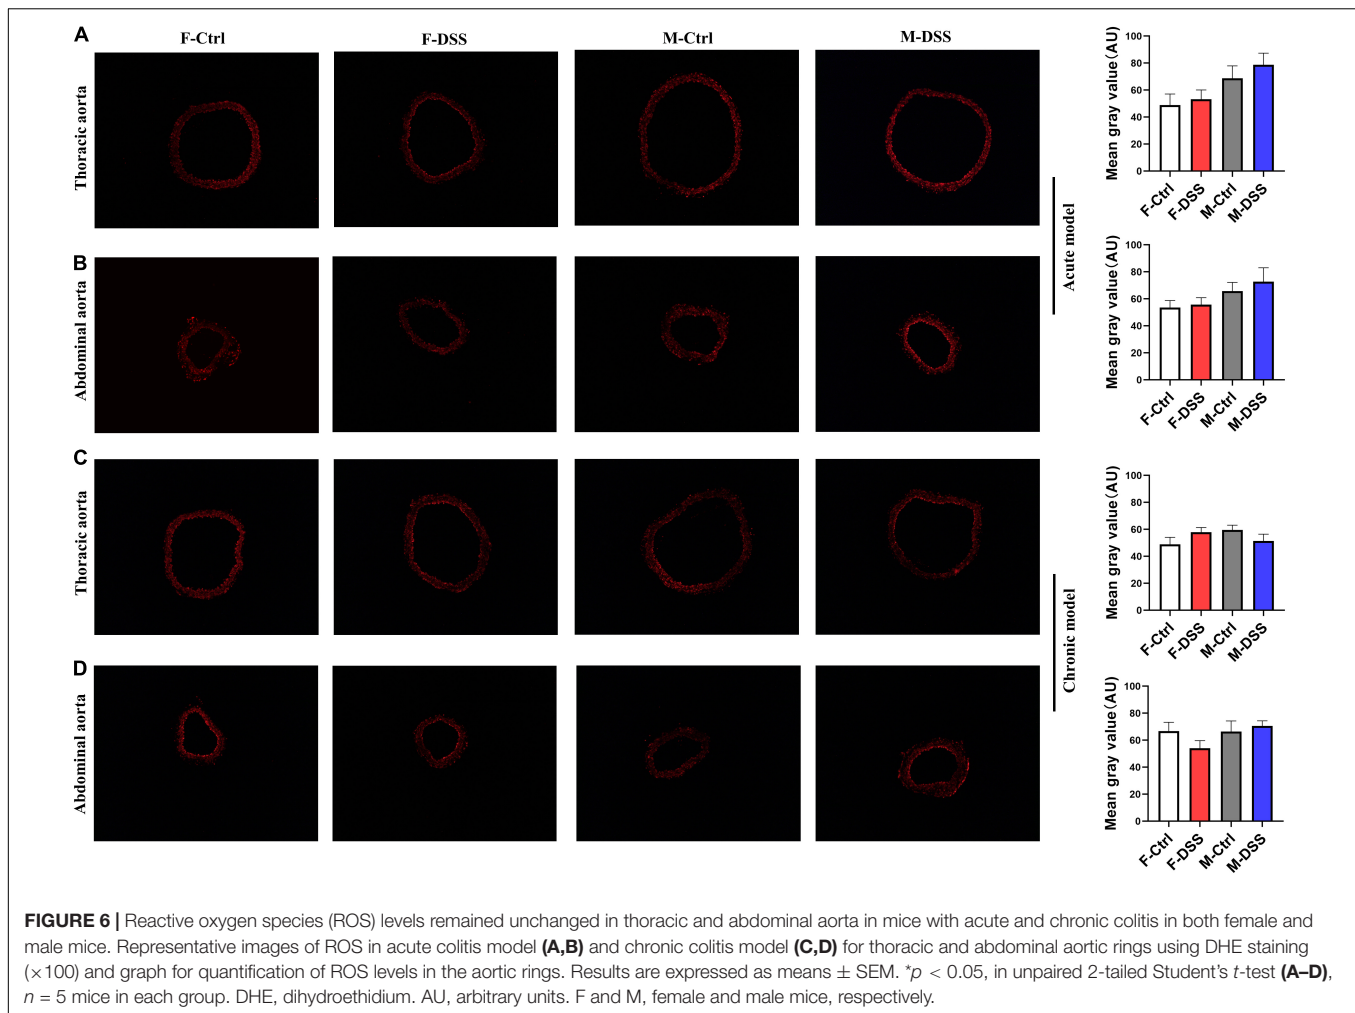 A
F-Ctrl
F-DSS
M-Ctrl
M-DSS
Thoracic aorta
Mean gray value(AU)
100
80
60
40
20
0
F-Ctrl
F-DSS
M-Ctrl
M-DSS
B
Abdominal aorta
Acute model
Mean gray value(AU)
100
80
60
40
20
0
F-Ctrl
F-DSS
M-Ctrl
M-DSS
C
Thoracic aorta
Mean gray value(AU)
100
80
60
40
20
0
F-Ctrl
F-DSS
M-Ctrl
M-DSS
D
Abdominal aorta
Chronic model
Mean gray value(AU)
100
80
60
40
20
0
F-Ctrl
F-DSS
M-Ctrl
M-DSS
FIGURE 6 | Reactive oxygen species (ROS) levels remained unchanged in thoracic and abdominal aorta in mice with acute and chronic colitis in both female and
male mice. Representative images of ROS in acute colitis model (A,B) and chronic colitis model (C,D) for thoracic and abdominal aortic rings using DHE staining
(×100) and graph for quantification of ROS levels in the aortic rings. Results are expressed as means ± SEM. *p < 0.05, in unpaired 2-tailed Student's t-test (A–D),
n = 5 mice in each group. DHE, dihydroethidium. AU, arbitrary units. F and M, female and male mice, respectively.